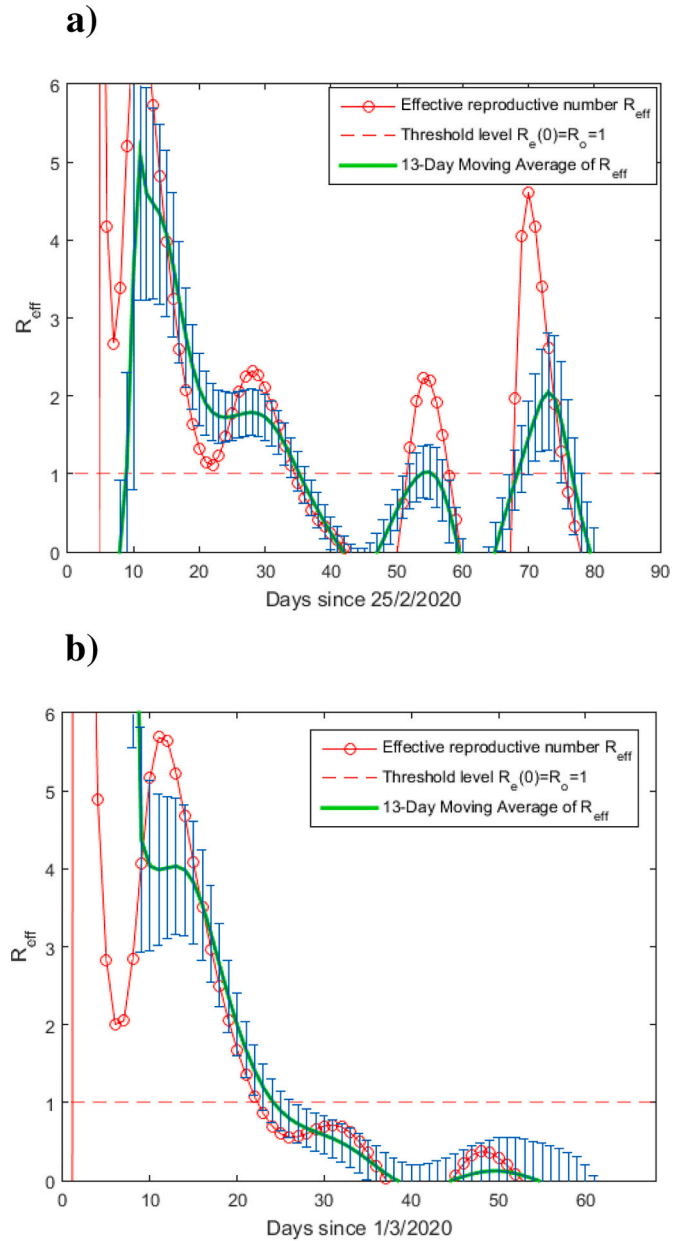 a)
6
5
4
3
2
1
0
R_eff
Effective reproductive number R_eff
Threshold level R_e(0)=R_o=1
13-Day Moving Average of R_eff
0 10 20 30 40 50 60 70 80 90
Days since 25/2/2020
b)
6
5
4
3
2
1
0
R_eff
Effective reproductive number R_eff
Threshold level R_e(0)=R_o=1
13-Day Moving Average of R_eff
0 10 20 30 40 50 60
Days since 1/3/2020